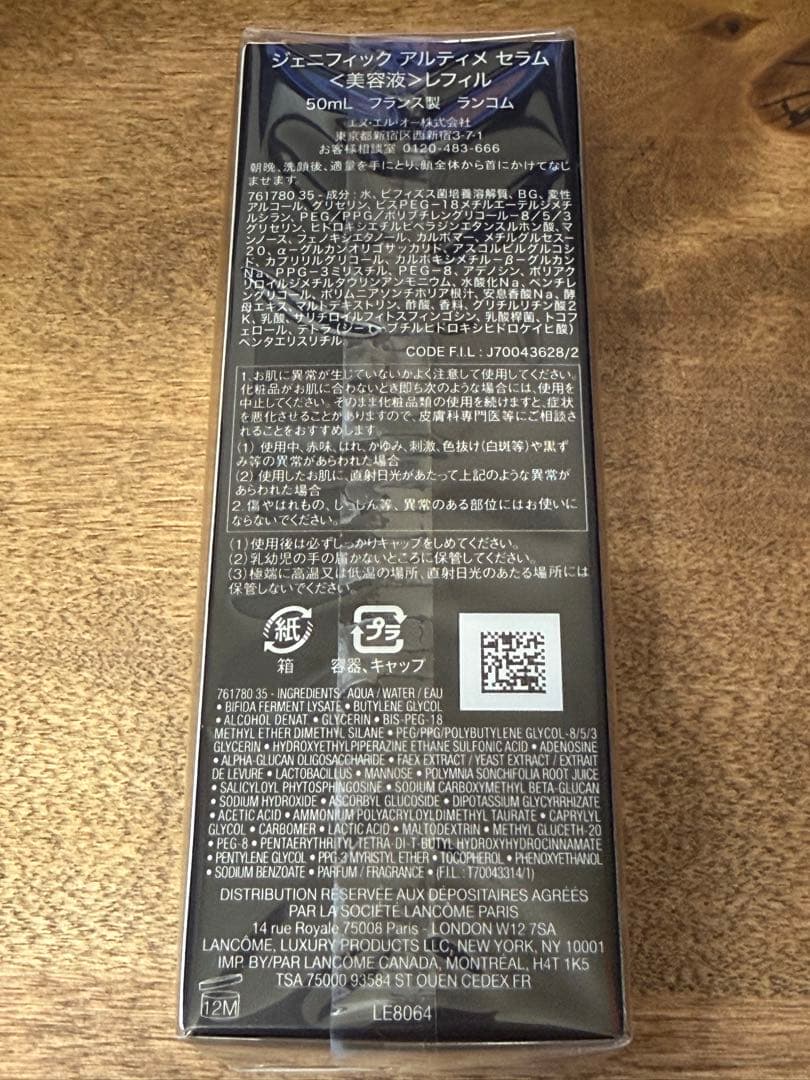 ジェニフィック アルティメ セラム
＜美容液＞レフィル
50mL フランス製 ランコム
エヌ・エル・オー株式会社
東京都新宿区西新宿3-7-1
お客様相談室 0120-483-666
朝晩、洗顔後、適量を手にとり、顔全体から首にかけてなじ
ませます。
761780 35 - 成分：水、ビフィズス菌培養溶解質、BG、変性
アルコール、グリセリン、ビスPEG－18メチルエーテルジメチ
ルシラン、PEG／PPG／ポリブチレングリコール－8／5／3
グリセリン、ヒドロキシエチルピペラジンエタンスルホン酸、マ
ンノース、フェノキシエタノール、カルボマー、メチルグルセス－
20、α－グルカンオリゴサッカリド、アスコルビルグルコシ
ド、カプリリルグリコール、カルボキシメチル－β－グルカン
Na、PPG－3ミリスチル、PEG－8、アデノシン、ポリアク
リロイルジメチルタウリンアンモニウム、水酸化Na、ペンチレ
ングリコール、ポリムニアソンチホリア根汁、安息香酸Na、酵
母エキス、マルトデキストリン、酢酸、香料、グリチルリチン酸2
K、乳酸、サリチロイルフィトスフィンゴシン、乳酸桿菌、トコフ
ェロール、テトラ（ジ－t－ブチルヒドロキシヒドロケイヒ酸）
ペンタエリスリチル
CODE F.I.L : J70043628/2
1. お肌に異常が生じていないかよく注意して使用してください。
化粧品がお肌に合わないとき即ち次のような場合には、使用を
中止してください。そのまま化粧品類の使用を続けますと、症状
を悪化させることがありますので、皮膚科専門医等にご相談さ
れることをおすすめします。
(1) 使用中、赤味、はれ、かゆみ、刺激、色抜け(白斑等)や黒ず
み等の異常があらわれた場合
(2) 使用したお肌に、直射日光があたって上記のような異常が
あらわれた場合
2. 傷やはれもの、しっしん等、異常のある部位にはお使いに
ならないでください。
(1)使用後は必ずしっかりキャップをしめてください。
(2)乳幼児の手の届かないところに保管してください。
(3)極端に高温又は低温の場所、直射日光のあたる場所には
保管しないでください。
紙 プラ
箱 容器、キャップ
761780 35 - INGREDIENTS: AQUA / WATER / EAU
• BIFIDA FERMENT LYSATE • BUTYLENE GLYCOL
• ALCOHOL DENAT. • GLYCERIN • BIS-PEG-18
METHYL ETHER DIMETHYL SILANE • PEG/PPG/POLYBUTYLENE GLYCOL-8/5/3
GLYCERIN • HYDROXYETHYLPIPERAZINE ETHANE SULFONIC ACID • ADENOSINE
• ALPHA-GLUCAN OLIGOSACCHARIDE • FAEX EXTRACT / YEAST EXTRACT / EXTRAIT
DE LEVURE • LACTOBACILLUS • MANNOSE • POLYMNIA SONCHIFOLIA ROOT JUICE
• SALICYLOYL PHYTOSPHINGOSINE • SODIUM CARBOXYMETHYL BETA-GLUCAN
• SODIUM HYDROXIDE • ASCORBYL GLUCOSIDE • DIPOTASSIUM GLYCYRRHIZATE
• ACETIC ACID • AMMONIUM POLYACRYLOYLDIMETHYL TAURATE • CAPRYLYL
GLYCOL • CARBOMER • LACTIC ACID • MALTODEXTRIN • METHYL GLUCETH-20
• PEG-8 • PENTAERYTHRITYL TETRA-DI-T-BUTYL HYDROXYHYDROCINNAMATE
• PENTYLENE GLYCOL • PPG-3 MYRISTYL ETHER • TOCOPHEROL • PHENOXYETHANOL
• SODIUM BENZOATE • PARFUM / FRAGRANCE • (F.I.L. : T70043314/1)
DISTRIBUTION RÉSERVÉE AUX DÉPOSITAIRES AGRÉÉS
PAR LA SOCIÉTÉ LANCÔME PARIS
14 rue Royale 75008 Paris - LONDON W12 7SA
LANCÔME, LUXURY PRODUCTS LLC, NEW YORK, NY 10001
IMP. BY/PAR LANCÔME CANADA, MONTRÉAL, H4T 1K5
TSA 75000 93584 ST OUEN CEDEX FR
12M
LE8064